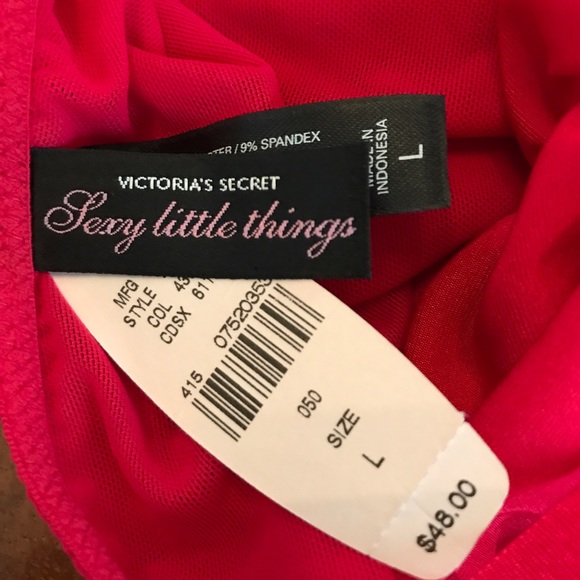 / 9% SPANDEX
MADE IN
INDONESIA
L
VICTORIA'S SECRET
Sexy little things
MFG
STYLE
COL
CDSX
415
050
SIZE
L
$48.00